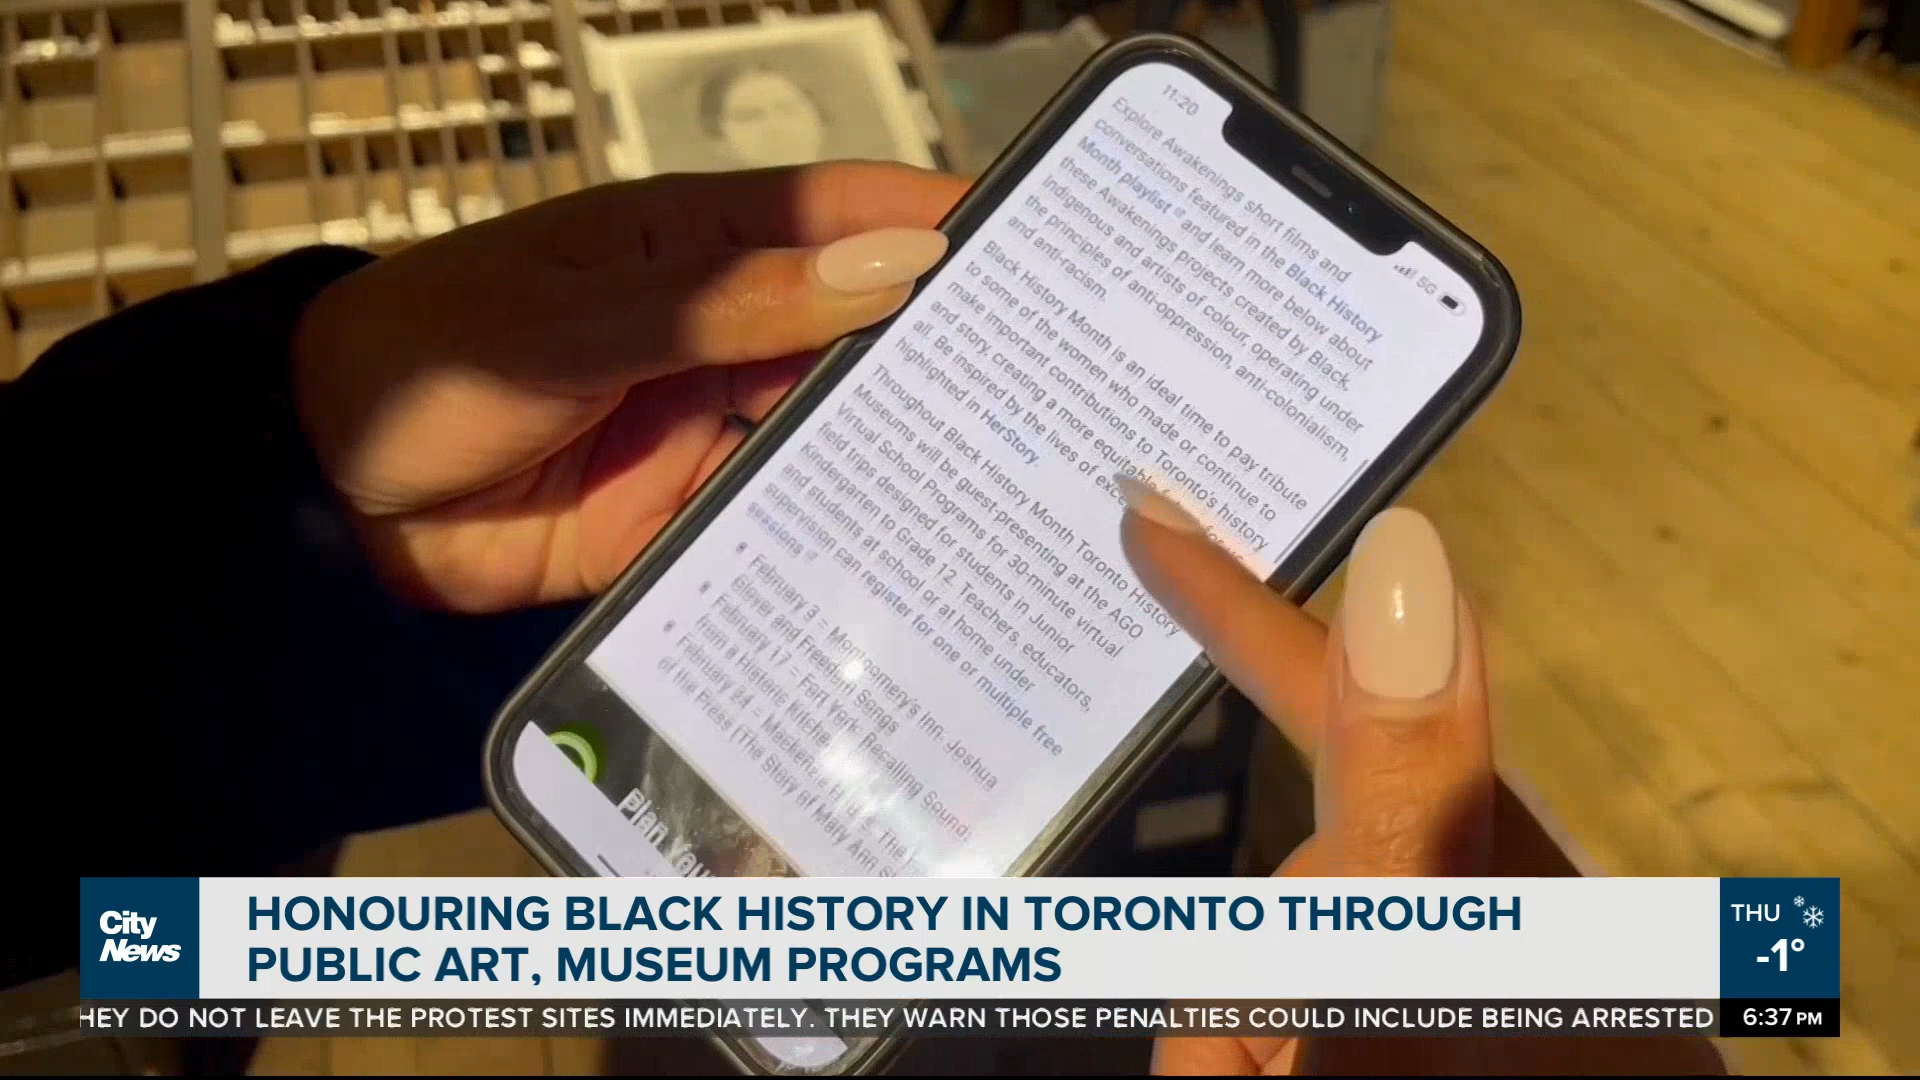 11:20
5G
Explore Awakenings short films and
conversations featured in the Black History
Month playlist and learn more below about
these Awakenings projects created by Black,
Indigenous and artists of colour, operating under
the principles of anti-oppression, anti-colonialism,
and anti-racism.
Black History Month is an ideal time to pay tribute
to some of the women who made or continue to
make important contributions to Toronto's history
and story, creating a more equitable for
all. Be inspired by the lives of
highlighted in HerStory.
Throughout Black History Month Toronto History
Museums will be guest-presenting at the AGO
Virtual School Programs for 30-minute virtual
field trips designed for students in Junior
Kindergarten to Grade 12. Teachers, educators,
and students at school or at home under
supervision can register for one or multiple free
sessions
• February 3 = Montgomery's Inn: Joshua
Glover and Freedom Songs
• February 17 = Fort York: Recalling Sounds
from a Historic Kitchen
• February 24 = Mackenzie The
of the Press (The Story of Mary Ann
Plan You
City
News
HONOURING BLACK HISTORY IN TORONTO THROUGH
PUBLIC ART, MUSEUM PROGRAMS
THU
-1°
HEY DO NOT LEAVE THE PROTEST SITES IMMEDIATELY. THEY WARN THOSE PENALTIES COULD INCLUDE BEING ARRESTED
6:37 PM